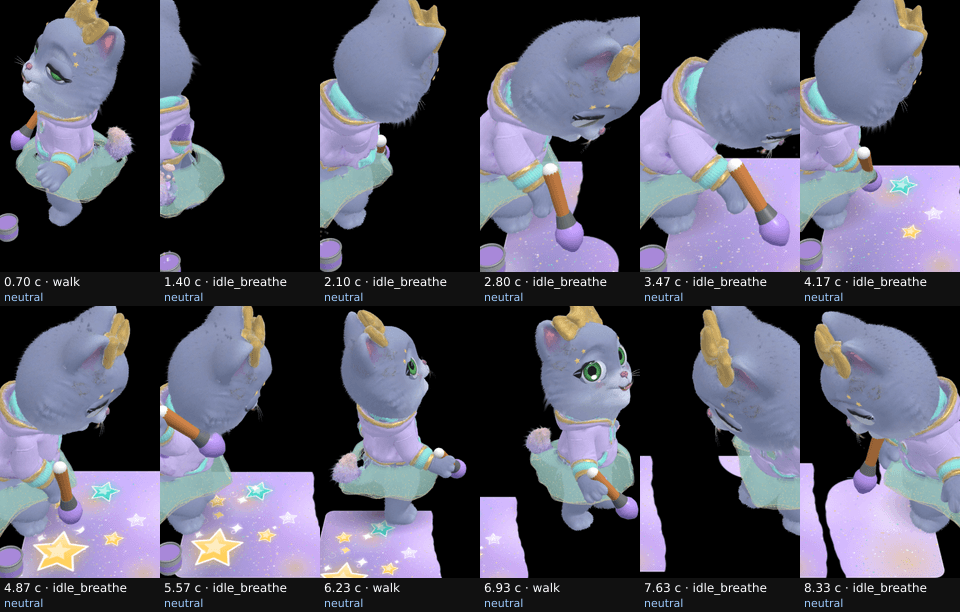 0.70 c · walk
neutral
1.40 c · idle_breathe
neutral
2.10 c · idle_breathe
neutral
2.80 c · idle_breathe
neutral
3.47 c · idle_breathe
neutral
4.17 c · idle_breathe
neutral
4.87 c · idle_breathe
neutral
5.57 c · idle_breathe
neutral
6.23 c · walk
neutral
6.93 c · walk
neutral
7.63 c · idle_breathe
neutral
8.33 c · idle_breathe
neutral